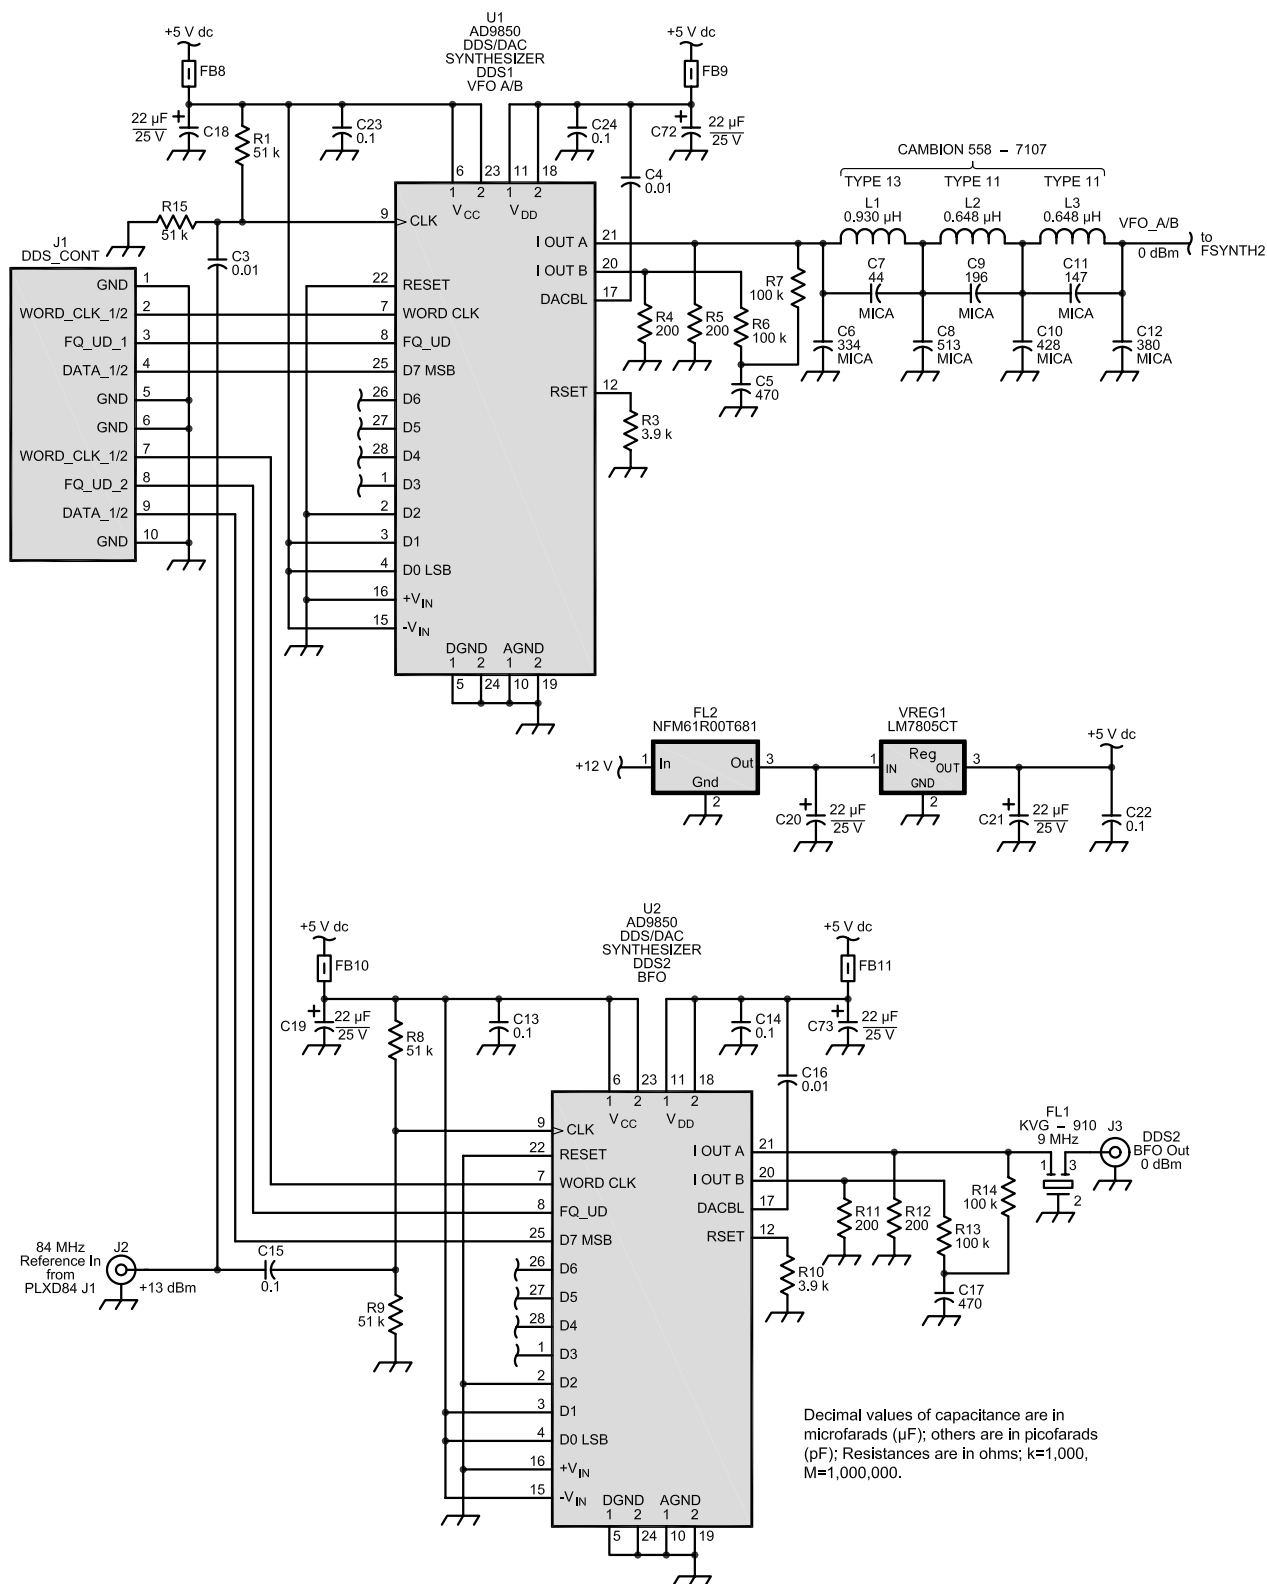 U1
AD9850
DDS/DAC
SYNTHESIZER
DDS1
VFO A/B
+5 V dc
FB8
22 µF
25 V
+
C18
R1
51 k
C23
0.1
+5 V dc
FB9
C24
0.1
C72
+
22 µF
25 V
C4
0.01
6
23
11
18
1
2
1
2
VCC
VDD
R15
51 k
C3
0.01
9
CLK
22
RESET
7
WORD CLK
8
FQ_UD
25
D7 MSB
26
D6
27
D5
28
D4
1
D3
2
D2
3
D1
4
D0 LSB
16
+VIN
15
-VIN
I OUT A
21
I OUT B
20
DACBL
17
RSET
12
DGND
AGND
1
2
1
2
5
24
10
19
J1
DDS_CONT
GND
1
WORD_CLK_1/2
2
FQ_UD_1
3
DATA_1/2
4
GND
5
GND
6
WORD_CLK_1/2
7
FQ_UD_2
8
DATA_1/2
9
GND
10
R4
200
R5
200
R6
100 k
R7
100 k
C5
470
R3
3.9 k
CAMBION 558 – 7107
TYPE 13
TYPE 11
TYPE 11
L1
0.930 µH
L2
0.648 µH
L3
0.648 µH
C7
44
MICA
C9
196
MICA
C11
147
MICA
C6
334
MICA
C8
513
MICA
C10
428
MICA
C12
380
MICA
VFO_A/B
0 dBm
to
FSYNTH2
FL2
NFM61R00T681
+12 V
1
In
Out
3
Gnd
2
VREG1
LM7805CT
1
IN
Reg
OUT
3
GND
2
+5 V dc
+
C20
22 µF
25 V
+
C21
22 µF
25 V
C22
0.1
U2
AD9850
DDS/DAC
SYNTHESIZER
DDS2
BFO
+5 V dc
FB10
+
C19
22 µF
25 V
R8
51 k
C13
0.1
+5 V dc
FB11
C14
0.1
+
C73
22 µF
25 V
C16
0.01
6
23
11
18
1
2
1
2
VCC
VDD
9
CLK
22
RESET
7
WORD CLK
8
FQ_UD
25
D7 MSB
26
D6
27
D5
28
D4
1
D3
2
D2
3
D1
4
D0 LSB
16
+VIN
15
-VIN
I OUT A
21
I OUT B
20
DACBL
17
RSET
12
DGND
AGND
1
2
1
2
5
24
10
19
84 MHz
Reference In
from
PLXD84 J1
J2
+13 dBm
C15
0.1
R9
51 k
R10
3.9 k
R11
200
R12
200
R13
100 k
R14
100 k
C17
470
FL1
KVG – 910
9 MHz
1
3
2
J3
DDS2
BFO Out
0 dBm
Decimal values of capacitance are in
microfarads (µF); others are in picofarads
(pF); Resistances are in ohms; k=1,000,
M=1,000,000.